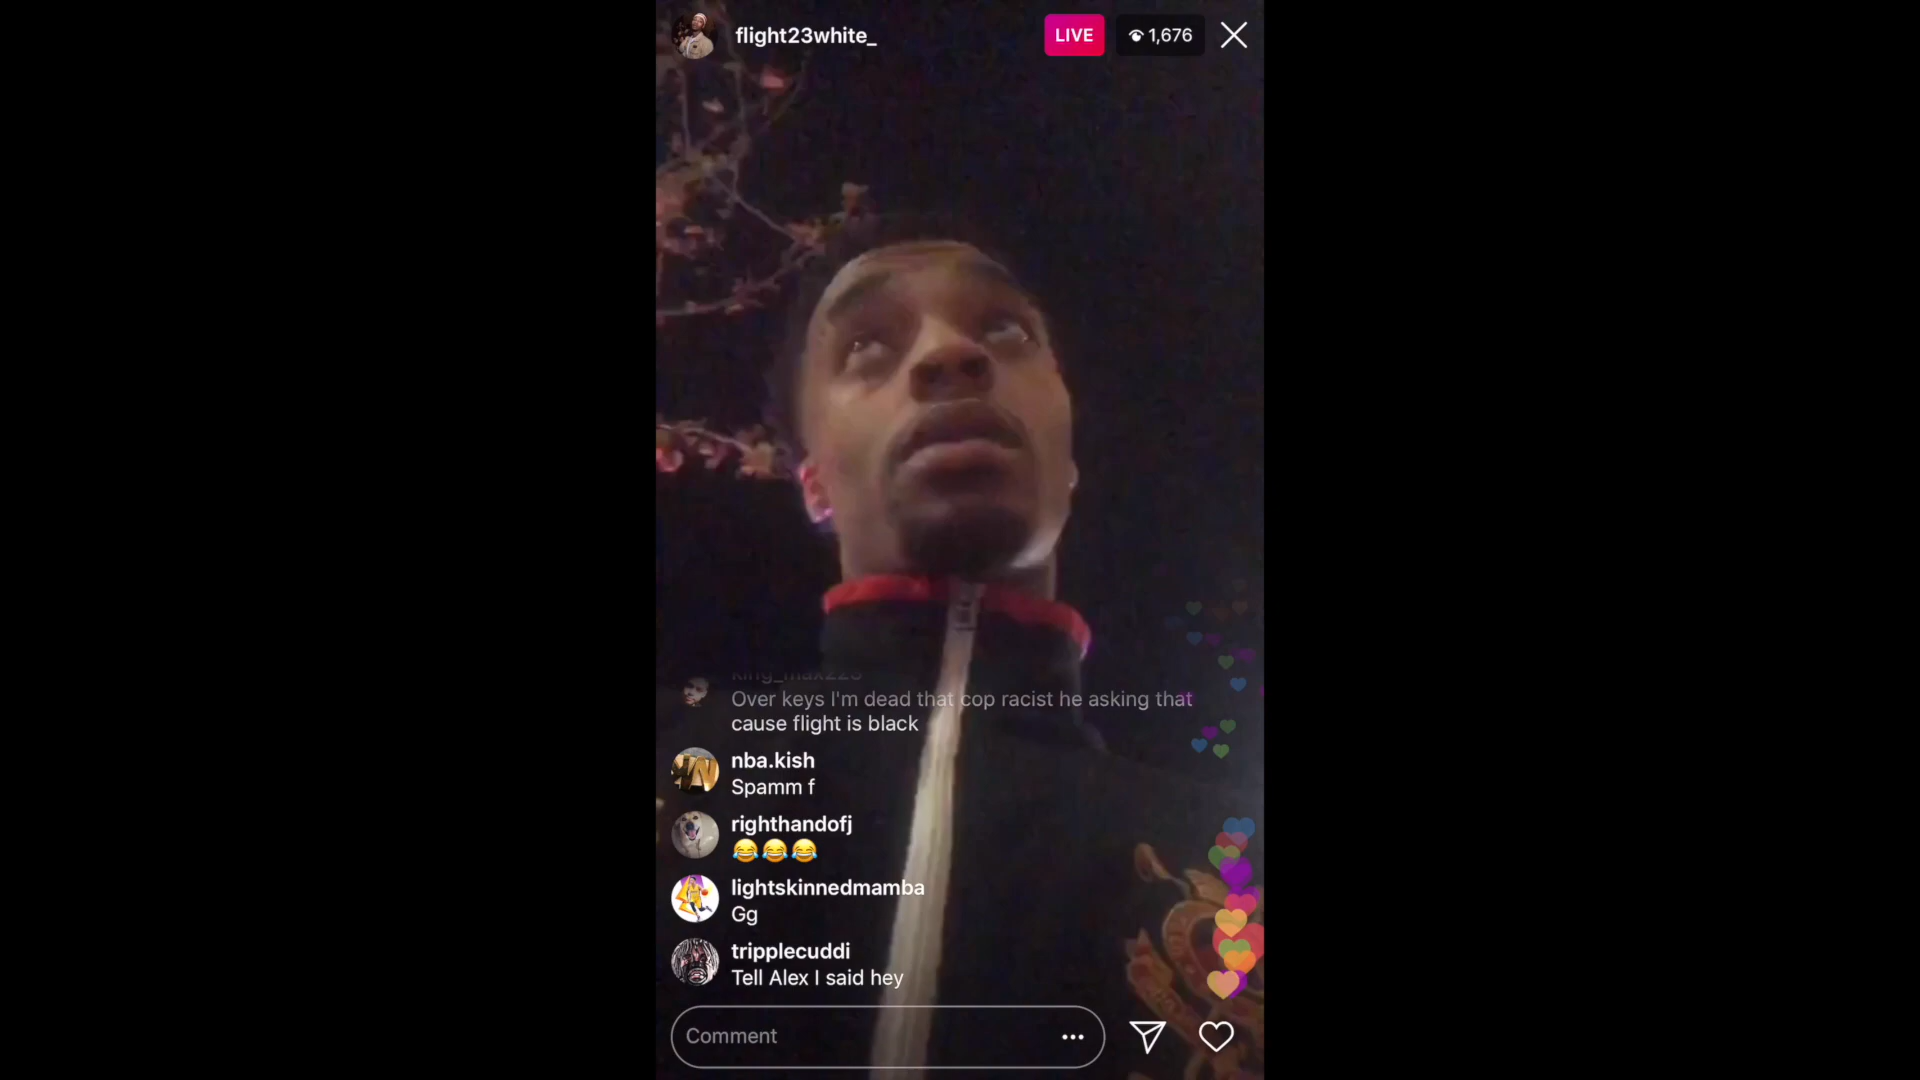 flight23white_
LIVE
1,676
king_max223
Over keys I'm dead that cop racist he asking that
cause flight is black
nba.kish
Spamm f
righthandofj
😂😂😂
lightskinnedmamba
Gg
tripplecuddi
Tell Alex I said hey
Comment